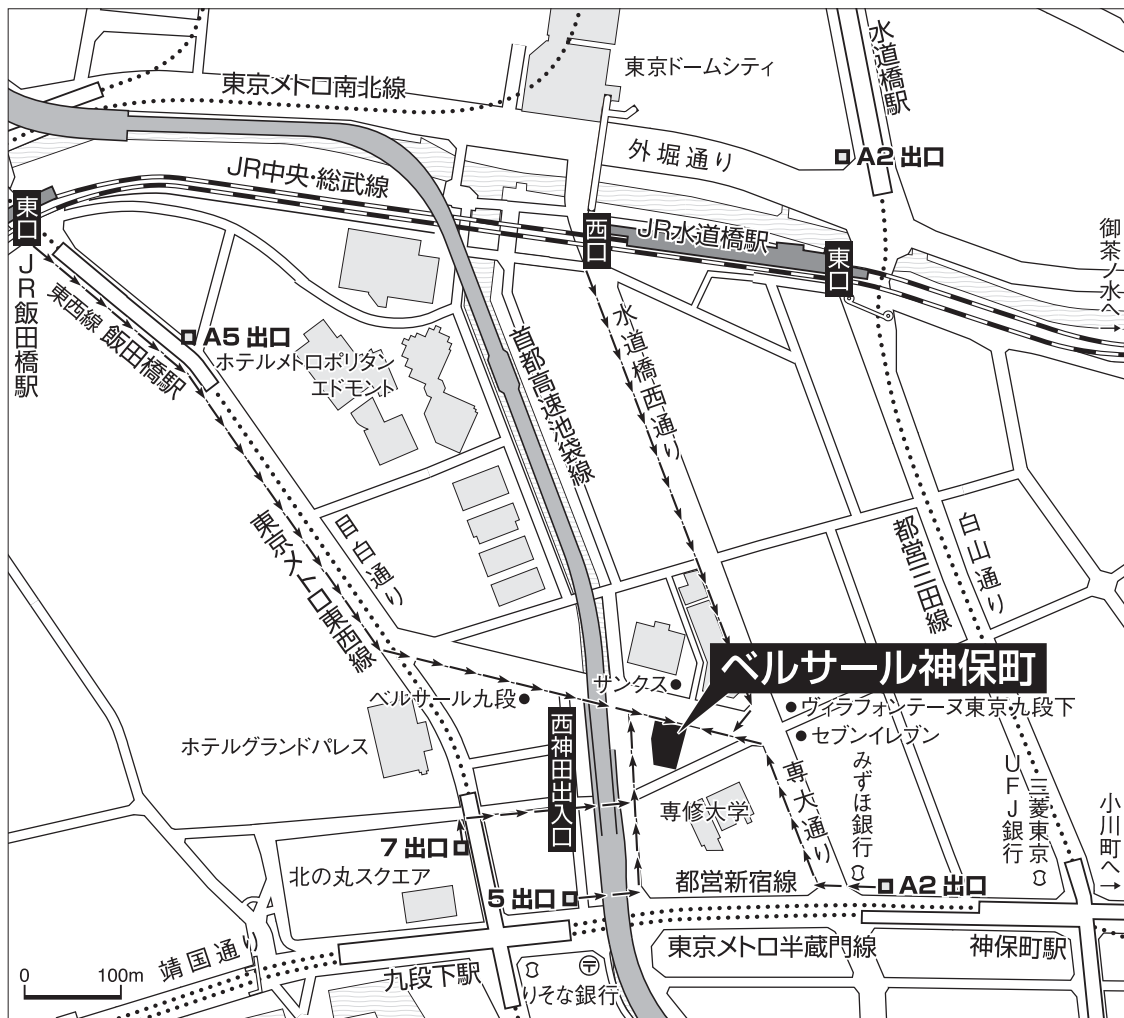 東京メトロ南北線
東京ドームシティ
水道橋駅
外堀通り
A2 出口
JR中央・総武線
東口
JR飯田橋駅
西口
JR水道橋駅
東口
御茶ノ水へ→
東西線 飯田橋駅
A5 出口
ホテルメトロポリタン
エドモント
首都高速池袋線
水道橋西通り
目白通り
東京メトロ東西線
都営三田線
白山通り
ベルサール神保町
サンクス
ベルサール九段
ヴィラフォンテーヌ東京九段下
セブンイレブン
ホテルグランドパレス
西神田出入口
専修大学
専大通り
みずほ銀行
三菱東京
UFJ銀行
小川町へ→
7 出口
北の丸スクエア
5 出口
都営新宿線
A2 出口
靖国通り
九段下駅
りそな銀行
〒
東京メトロ半蔵門線
神保町駅
0 100m